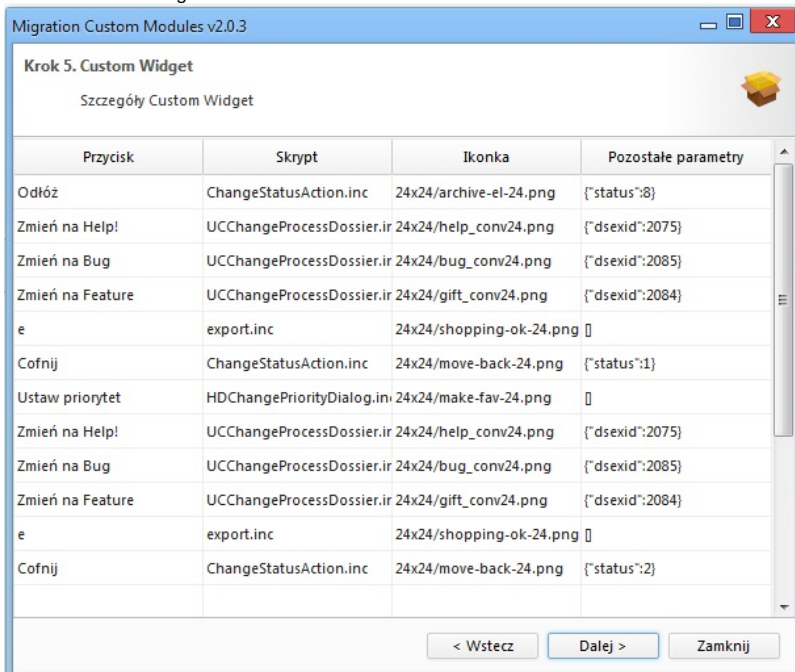 Migration Custom Modules v2.0.3
Krok 5. Custom Widget
Szczegóły Custom Widget
Przycisk Skrypt Ikonka Pozostałe parametry
Odłóż ChangeStatusAction.inc 24x24/archive-el-24.png {"status":8}
Zmień na Help! UCChangeProcessDossier.ir 24x24/help_conv24.png {"dsexid":2075}
Zmień na Bug UCChangeProcessDossier.ir 24x24/bug_conv24.png {"dsexid":2085}
Zmień na Feature UCChangeProcessDossier.ir 24x24/gift_conv24.png {"dsexid":2084}
e export.inc 24x24/shopping-ok-24.png []
Cofnij ChangeStatusAction.inc 24x24/move-back-24.png {"status":1}
Ustaw priorytet HDChangePriorityDialog.in 24x24/make-fav-24.png []
Zmień na Help! UCChangeProcessDossier.ir 24x24/help_conv24.png {"dsexid":2075}
Zmień na Bug UCChangeProcessDossier.ir 24x24/bug_conv24.png {"dsexid":2085}
Zmień na Feature UCChangeProcessDossier.ir 24x24/gift_conv24.png {"dsexid":2084}
e export.inc 24x24/shopping-ok-24.png []
Cofnij ChangeStatusAction.inc 24x24/move-back-24.png {"status":2}
< Wstecz Dalej > Zamknij